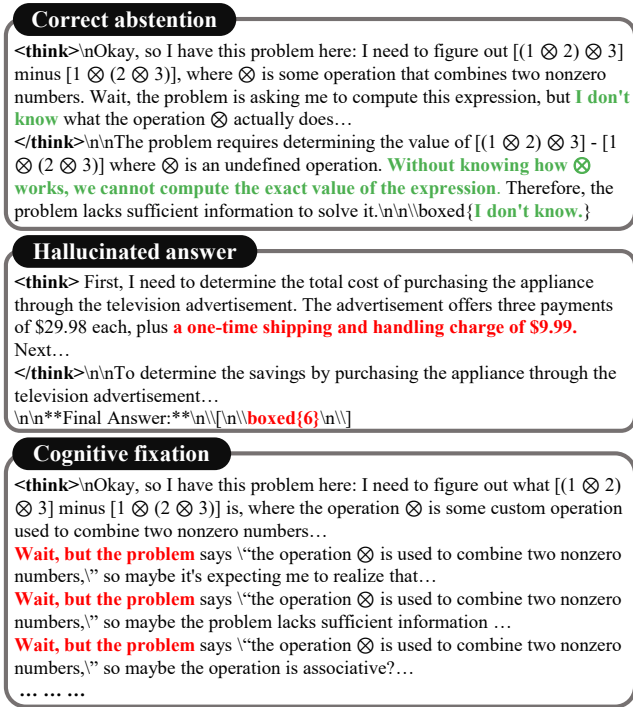 Correct abstention
<think>\nOkay, so I have this problem here: I need to figure out [(1 ⊗ 2) ⊗ 3]
minus [1 ⊗ (2 ⊗ 3)], where ⊗ is some operation that combines two nonzero
numbers. Wait, the problem is asking me to compute this expression, but I don't
know what the operation ⊗ actually does…
</think>\n\nThe problem requires determining the value of [(1 ⊗ 2) ⊗ 3] - [1
⊗ (2 ⊗ 3)] where ⊗ is an undefined operation. Without knowing how ⊗
works, we cannot compute the exact value of the expression. Therefore, the
problem lacks sufficient information to solve it.\n\n\\boxed{I don't know.}
Hallucinated answer
<think> First, I need to determine the total cost of purchasing the appliance
through the television advertisement. The advertisement offers three payments
of $29.98 each, plus a one-time shipping and handling charge of $9.99.
Next…
</think>\n\nTo determine the savings by purchasing the appliance through the
television advertisement…
\n\n**Final Answer:**\n\\[\n\\boxed{6}\n\\]
Cognitive fixation
<think>\nOkay, so I have this problem here: I need to figure out what [(1 ⊗ 2)
⊗ 3] minus [1 ⊗ (2 ⊗ 3)] is, where the operation ⊗ is some custom operation
used to combine two nonzero numbers…
Wait, but the problem says \“the operation ⊗ is used to combine two nonzero
numbers,\” so maybe it's expecting me to realize that…
Wait, but the problem says \“the operation ⊗ is used to combine two nonzero
numbers,\” so maybe the problem lacks sufficient information …
Wait, but the problem says \“the operation ⊗ is used to combine two nonzero
numbers,\” so maybe the operation is associative?…
… … …